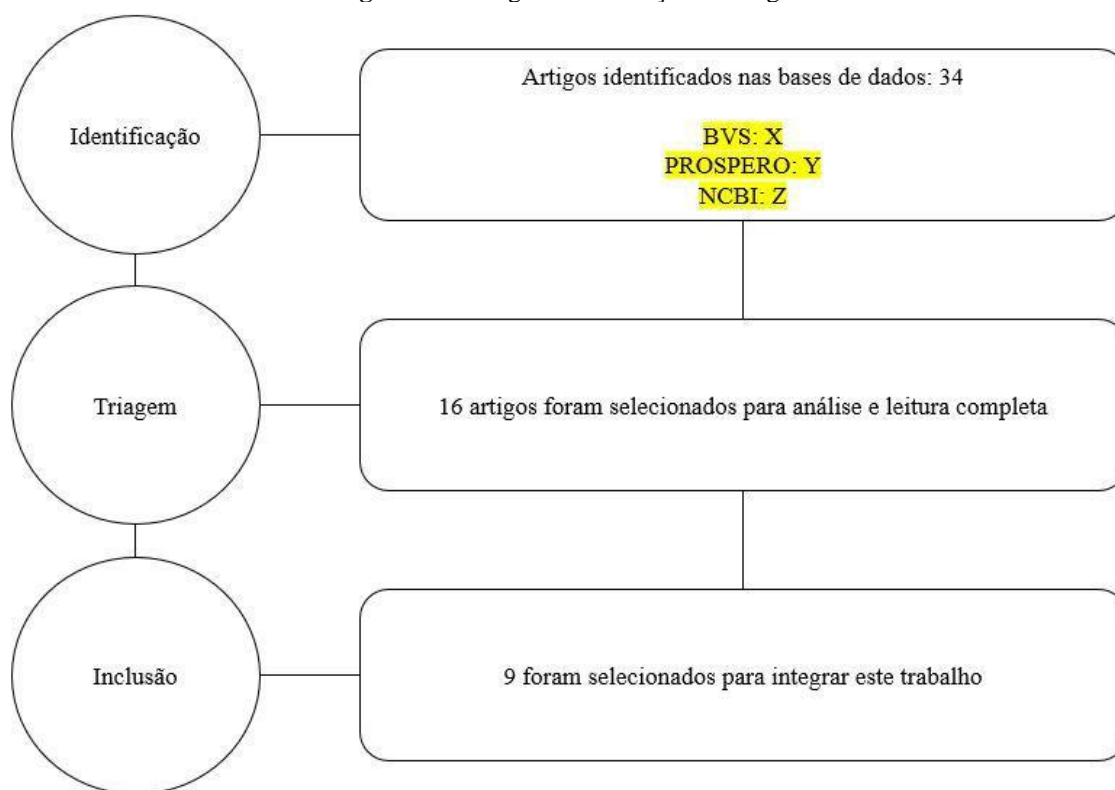 Identificação
Artigos identificados nas bases de dados: 34
BVS: X
PROSPERO: Y
NCBI: Z
Triagem
16 artigos foram selecionados para análise e leitura completa
Inclusão
9 foram selecionados para integrar este trabalho